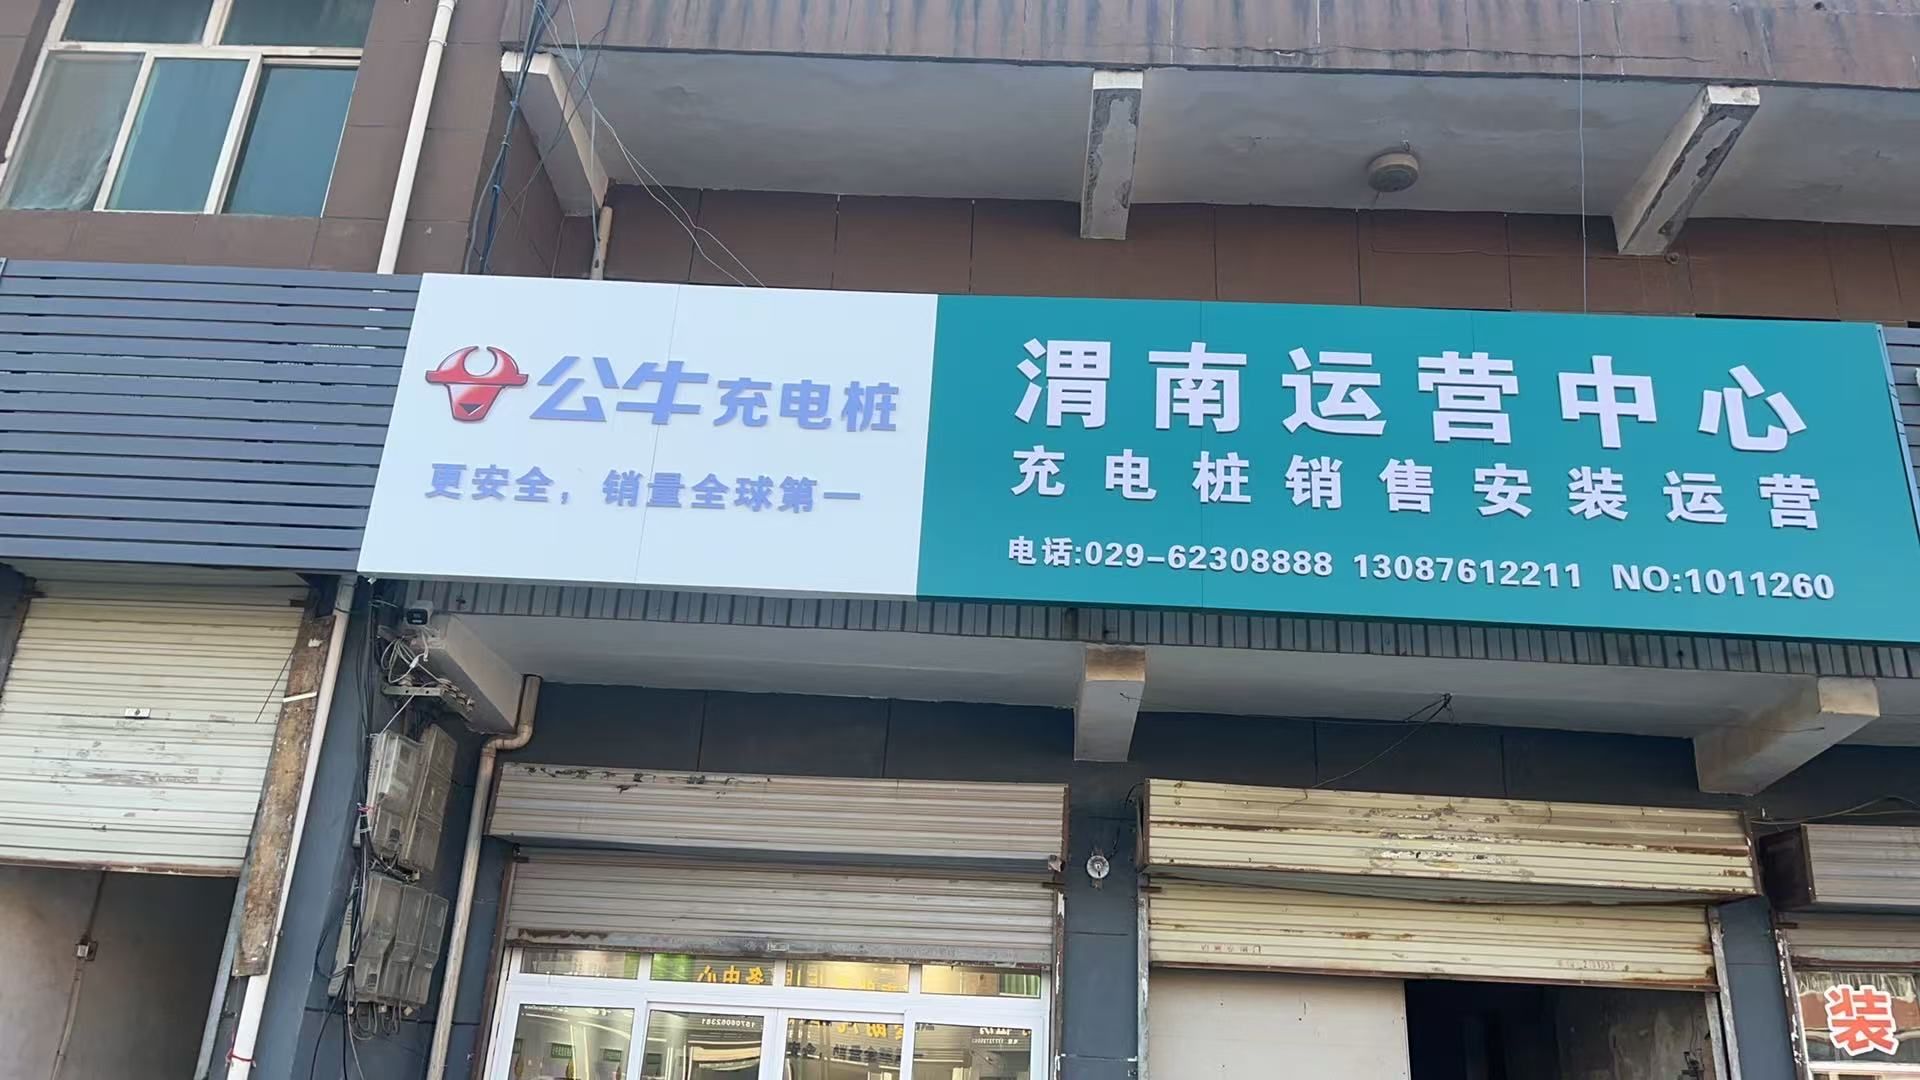 公牛充电桩
更安全，销量全球第一
渭南运营中心
充电桩销售安装运营
电话:029-62308888 13087612211 NO:1011260
装